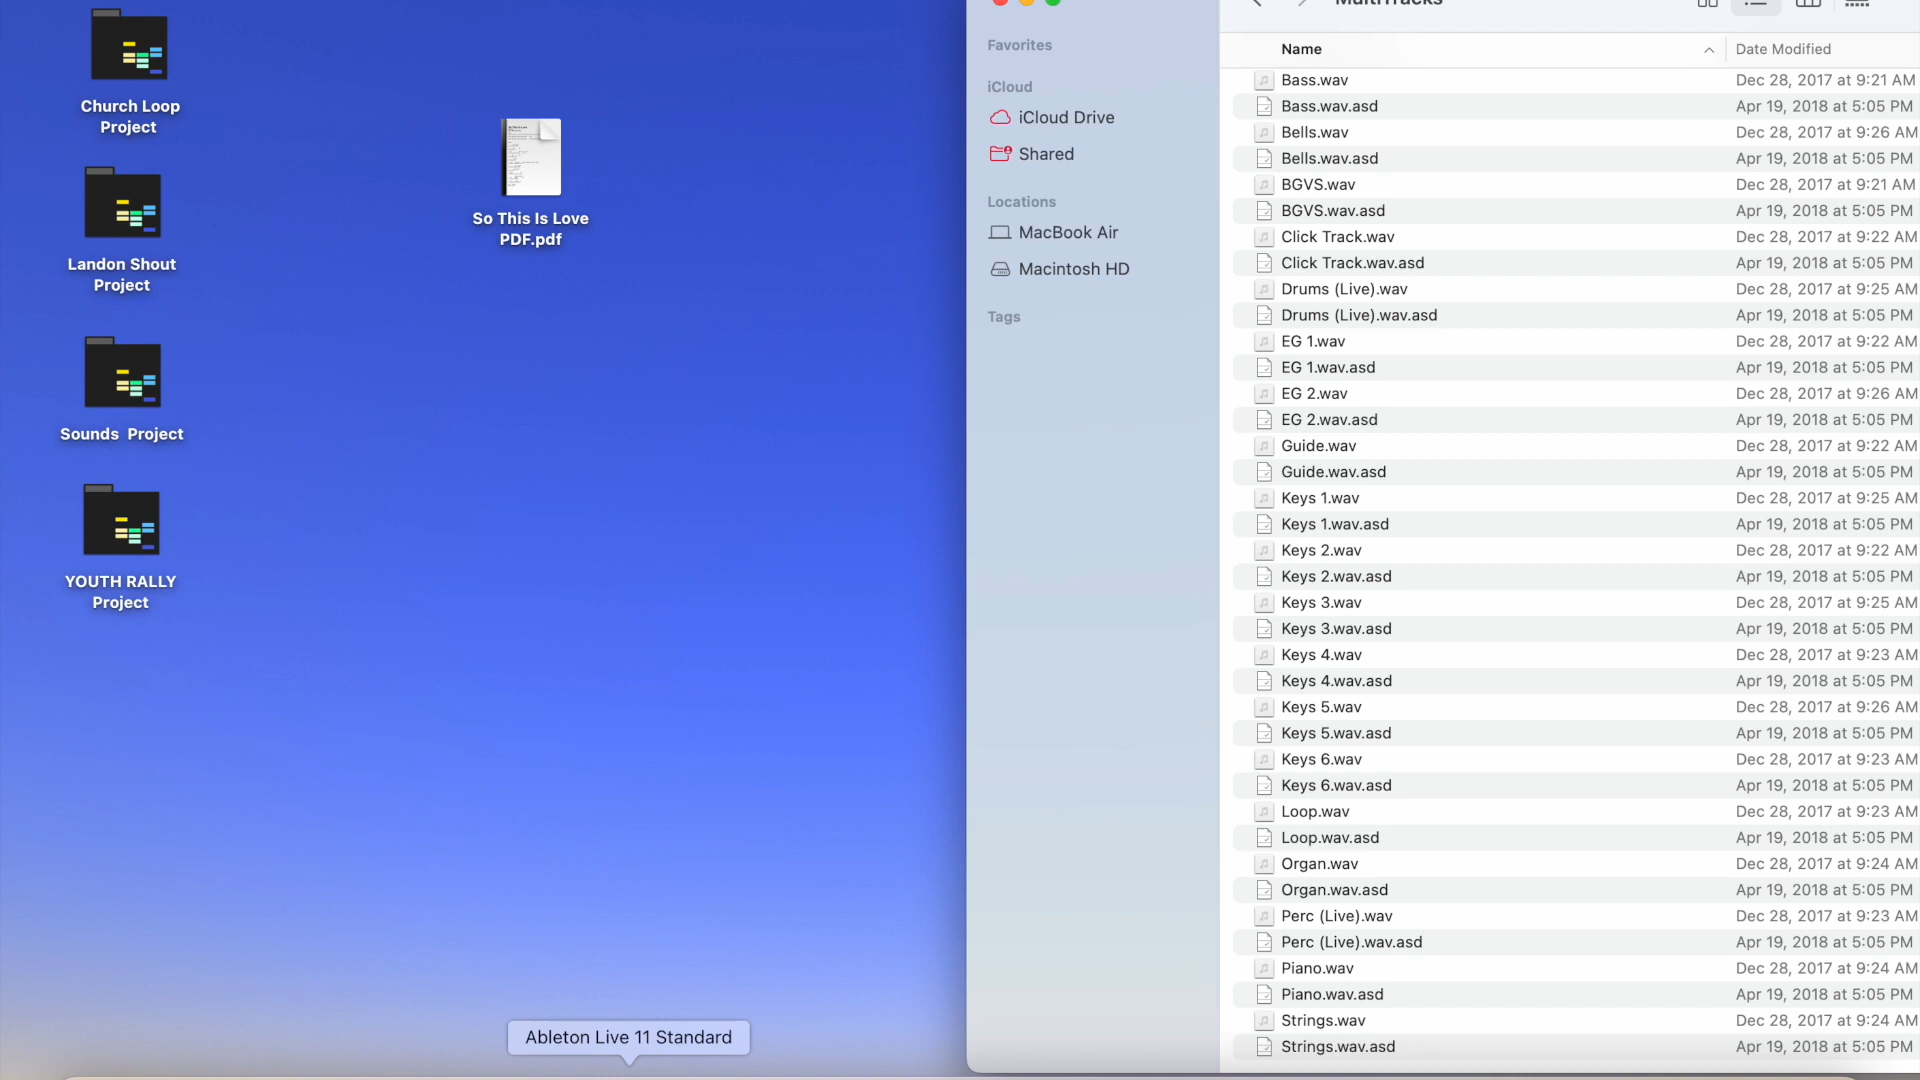 Church Loop
Project
Landon Shout
Project
Sounds  Project
YOUTH RALLY
Project
So This Is Love
PDF.pdf
Ableton Live 11 Standard
MultiTracks
Favorites
iCloud
iCloud Drive
Shared
Locations
MacBook Air
Macintosh HD
Tags
Name Date Modified
Bass.wav Dec 28, 2017 at 9:21 AM
Bass.wav.asd Apr 19, 2018 at 5:05 PM
Bells.wav Dec 28, 2017 at 9:26 AM
Bells.wav.asd Apr 19, 2018 at 5:05 PM
BGVS.wav Dec 28, 2017 at 9:21 AM
BGVS.wav.asd Apr 19, 2018 at 5:05 PM
Click Track.wav Dec 28, 2017 at 9:22 AM
Click Track.wav.asd Apr 19, 2018 at 5:05 PM
Drums (Live).wav Dec 28, 2017 at 9:25 AM
Drums (Live).wav.asd Apr 19, 2018 at 5:05 PM
EG 1.wav Dec 28, 2017 at 9:22 AM
EG 1.wav.asd Apr 19, 2018 at 5:05 PM
EG 2.wav Dec 28, 2017 at 9:26 AM
EG 2.wav.asd Apr 19, 2018 at 5:05 PM
Guide.wav Dec 28, 2017 at 9:22 AM
Guide.wav.asd Apr 19, 2018 at 5:05 PM
Keys 1.wav Dec 28, 2017 at 9:25 AM
Keys 1.wav.asd Apr 19, 2018 at 5:05 PM
Keys 2.wav Dec 28, 2017 at 9:22 AM
Keys 2.wav.asd Apr 19, 2018 at 5:05 PM
Keys 3.wav Dec 28, 2017 at 9:25 AM
Keys 3.wav.asd Apr 19, 2018 at 5:05 PM
Keys 4.wav Dec 28, 2017 at 9:23 AM
Keys 4.wav.asd Apr 19, 2018 at 5:05 PM
Keys 5.wav Dec 28, 2017 at 9:26 AM
Keys 5.wav.asd Apr 19, 2018 at 5:05 PM
Keys 6.wav Dec 28, 2017 at 9:23 AM
Keys 6.wav.asd Apr 19, 2018 at 5:05 PM
Loop.wav Dec 28, 2017 at 9:23 AM
Loop.wav.asd Apr 19, 2018 at 5:05 PM
Organ.wav Dec 28, 2017 at 9:24 AM
Organ.wav.asd Apr 19, 2018 at 5:05 PM
Perc (Live).wav Dec 28, 2017 at 9:23 AM
Perc (Live).wav.asd Apr 19, 2018 at 5:05 PM
Piano.wav Dec 28, 2017 at 9:24 AM
Piano.wav.asd Apr 19, 2018 at 5:05 PM
Strings.wav Dec 28, 2017 at 9:24 AM
Strings.wav.asd Apr 19, 2018 at 5:05 PM